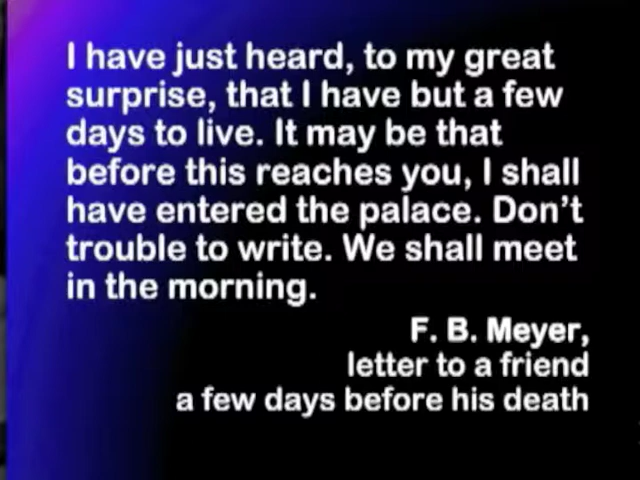 I have just heard, to my great
surprise, that I have but a few
days to live. It may be that
before this reaches you, I shall
have entered the palace. Don't
trouble to write. We shall meet
in the morning.
F. B. Meyer,
letter to a friend
a few days before his death